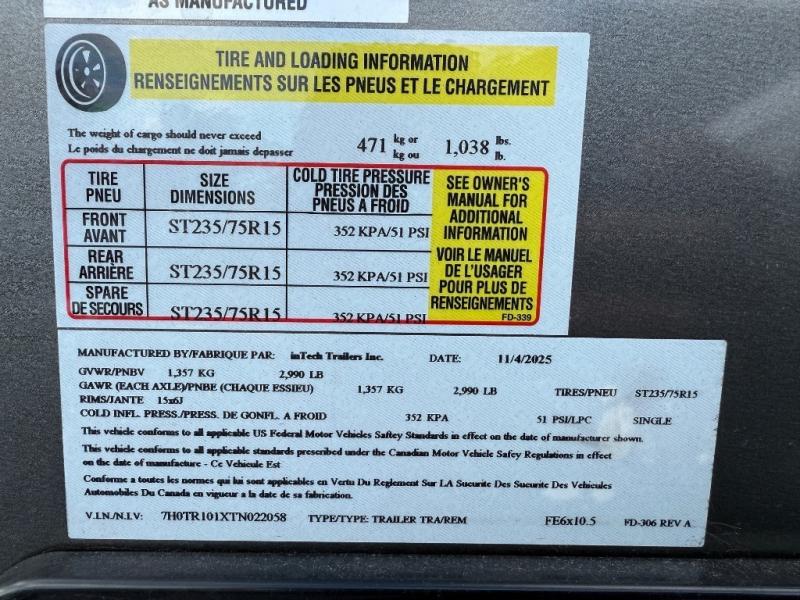 AS MANUFACTURED
TIRE AND LOADING INFORMATION
RENSEIGNEMENTS SUR LES PNEUS ET LE CHARGEMENT
The weight of cargo should never exceed 471 kg or 1,038 lbs.
Le poids du chargement ne doit jamais depasser kg ou lb.
TIRE PNEU
SIZE DIMENSIONS
COLD TIRE PRESSURE PRESSION DES PNEUS A FROID
SEE OWNER'S
MANUAL FOR
ADDITIONAL
INFORMATION
VOIR LE MANUEL
DE L'USAGER
POUR PLUS DE
RENSEIGNEMENTS
FD-339
FRONT AVANT ST235/75R15 352 KPA/51 PSI
REAR ARRIÈRE ST235/75R15 352 KPA/51 PSI
SPARE DE SECOURS ST235/75R15 352 KPA/51 PSI
MANUFACTURED BY/FABRIQUE PAR: inTech Trailers Inc. DATE: 11/4/2025
GVWR/PNBV 1,357 KG 2,990 LB
GAWR (EACH AXLE)/PNBE (CHAQUE ESSIEU) 1,357 KG 2,990 LB TIRES/PNEU ST235/75R15
RIMS/JANTE 15x6J
COLD INFL. PRESS./PRESS. DE GONFL. A FROID 352 KPA 51 PSI/LPC SINGLE
This vehicle conforms to all applicable US Federal Motor Vehicles Saftey Standards in effect on the date of manufacturer shown.
This vehicle conforms to all applicable standards prescribed under the Canadian Motor Vehicle Safey Regulations in effect
on the date of manufacture - Ce Vehicule Est
Conforme a toutes les normes qui lui sont applicables en Vertu Du Reglement Sur LA Sucurite Des Sucurite Des Vehicules
Automobiles Du Canada en vigueur a la date de sa fabrication.
V.I.N./N.I.V: 7H0TR101XTN022058 TYPE/TYPE: TRAILER TRA/REM FE6x10.5 FD-306 REV A